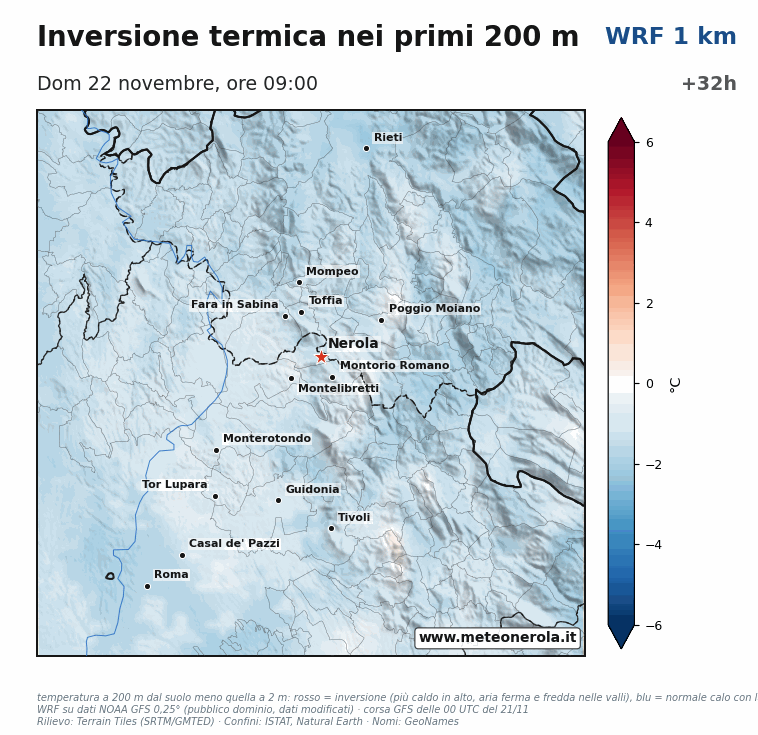 Inversione termica nei primi 200 m WRF 1 km
Dom 22 novembre, ore 09:00 +32h
Rieti
Mompeo
Fara in Sabina
Toffia
Poggio Moiano
Nerola
Montorio Romano
Montelibretti
Monterotondo
Tor Lupara
Guidonia
Tivoli
Casal de' Pazzi
Roma
www.meteonerola.it
6
4
2
0
−2
−4
−6
°C
temperatura a 200 m dal suolo meno quella a 2 m: rosso = inversione (più caldo in alto, aria ferma e fredda nelle valli), blu = normale calo con l
WRF su dati NOAA GFS 0,25° (pubblico dominio, dati modificati) · corsa GFS delle 00 UTC del 21/11
Rilievo: Terrain Tiles (SRTM/GMTED) · Confini: ISTAT, Natural Earth · Nomi: GeoNames